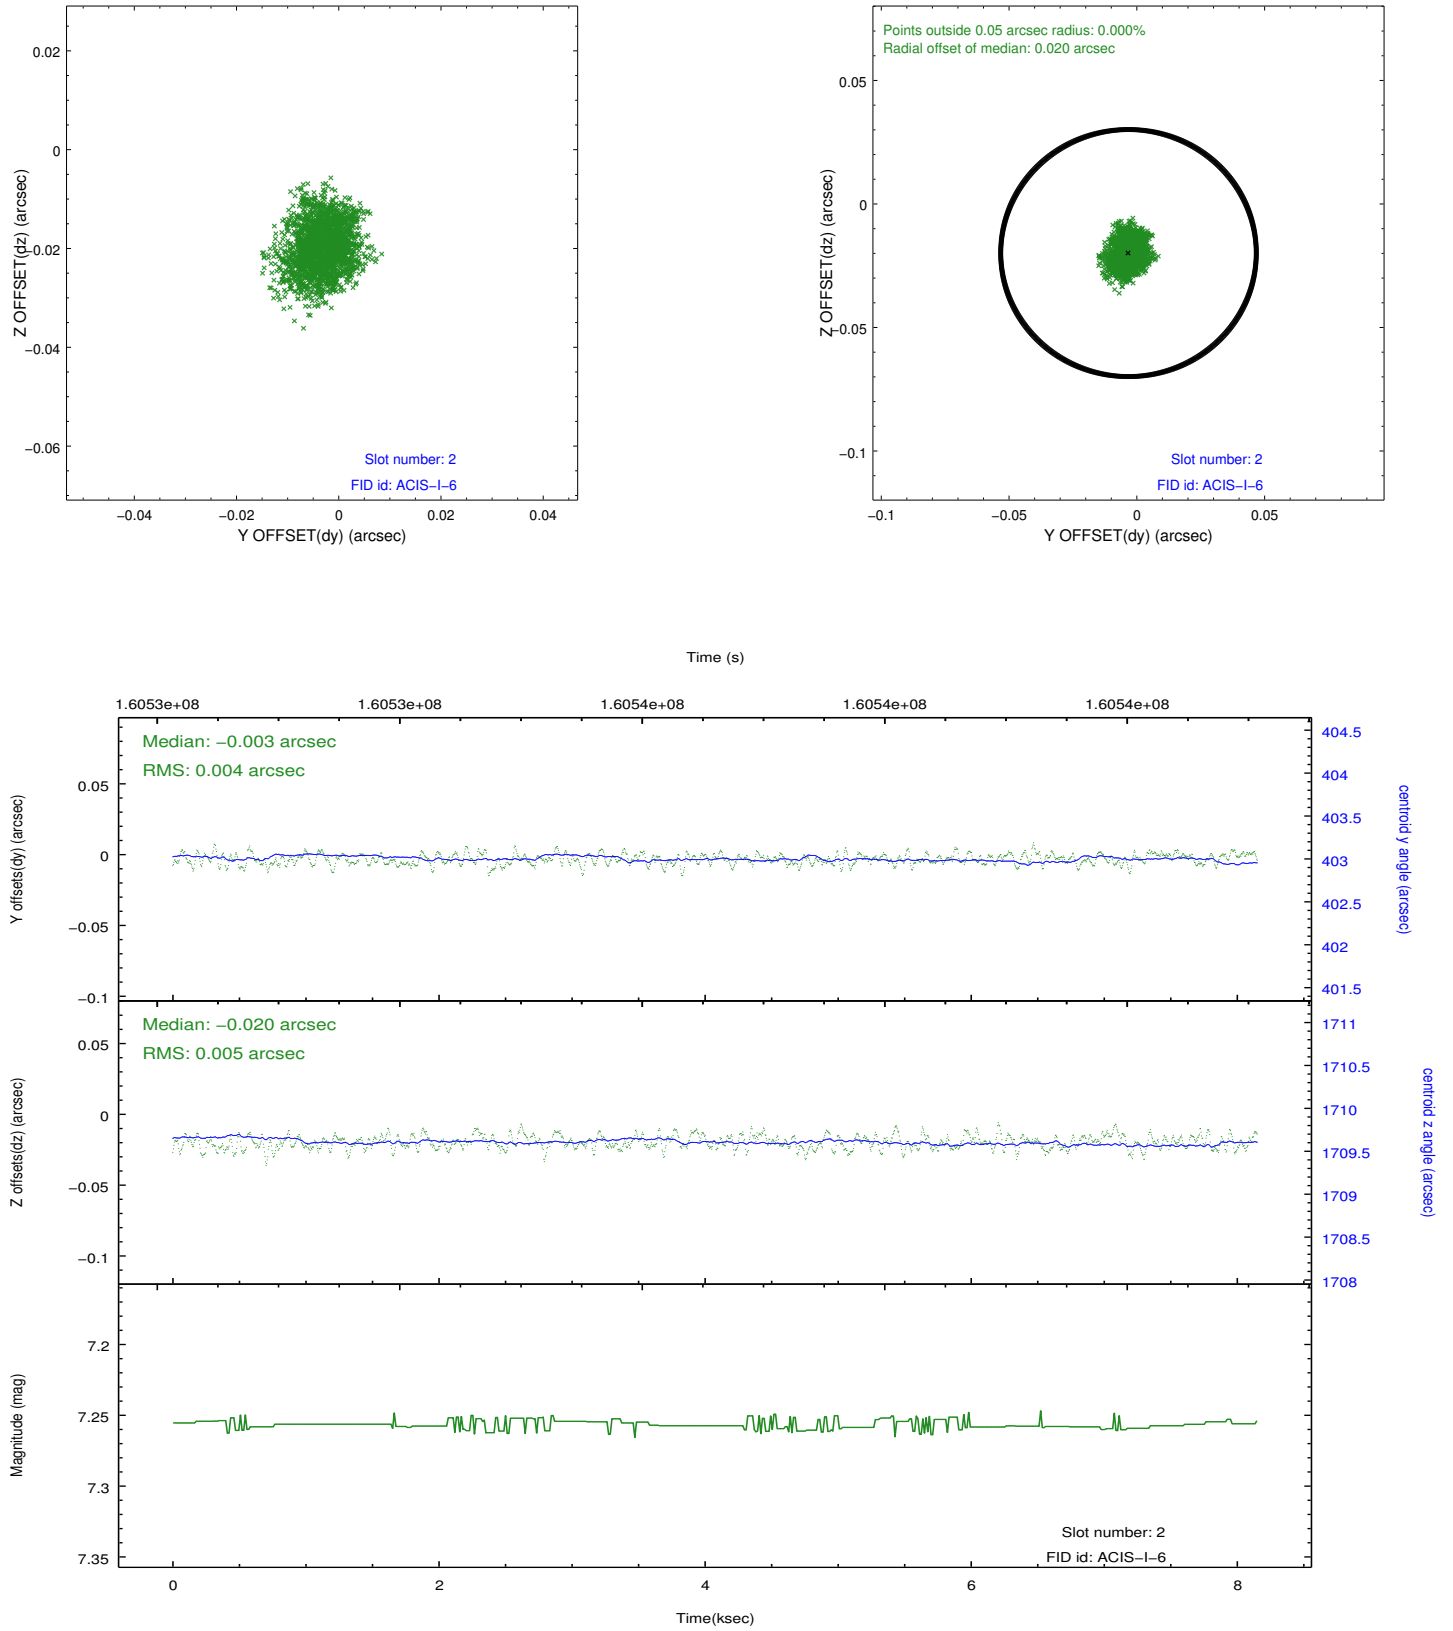 0.02
0
−0.02
−0.04
−0.06
Z OFFSET(dz) (arcsec)
Slot number: 2
FID id: ACIS−I−6
−0.04
−0.02
0
0.02
0.04
Y OFFSET(dy) (arcsec)
Points outside 0.05 arcsec radius: 0.000%
Radial offset of median: 0.020 arcsec
0.05
0
−0.05
−0.1
Z OFFSET(dz) (arcsec)
Slot number: 2
FID id: ACIS−I−6
−0.1
−0.05
0
0.05
Y OFFSET(dy) (arcsec)
Time (s)
1.6053e+08
1.6053e+08
1.6054e+08
1.6054e+08
1.6054e+08
Median: −0.003 arcsec
RMS: 0.004 arcsec
0.05
0
−0.05
−0.1
Y offsets(dy) (arcsec)
404.5
404
403.5
403
402.5
402
401.5
centroid y angle (arcsec)
Median: −0.020 arcsec
RMS: 0.005 arcsec
0.05
0
−0.05
−0.1
Z offsets(dz) (arcsec)
1711
1710.5
1710
1709.5
1709
1708.5
1708
centroid z angle (arcsec)
7.2
7.25
7.3
7.35
Magnitude (mag)
Slot number: 2
FID id: ACIS−I−6
0
2
4
6
8
Time(ksec)